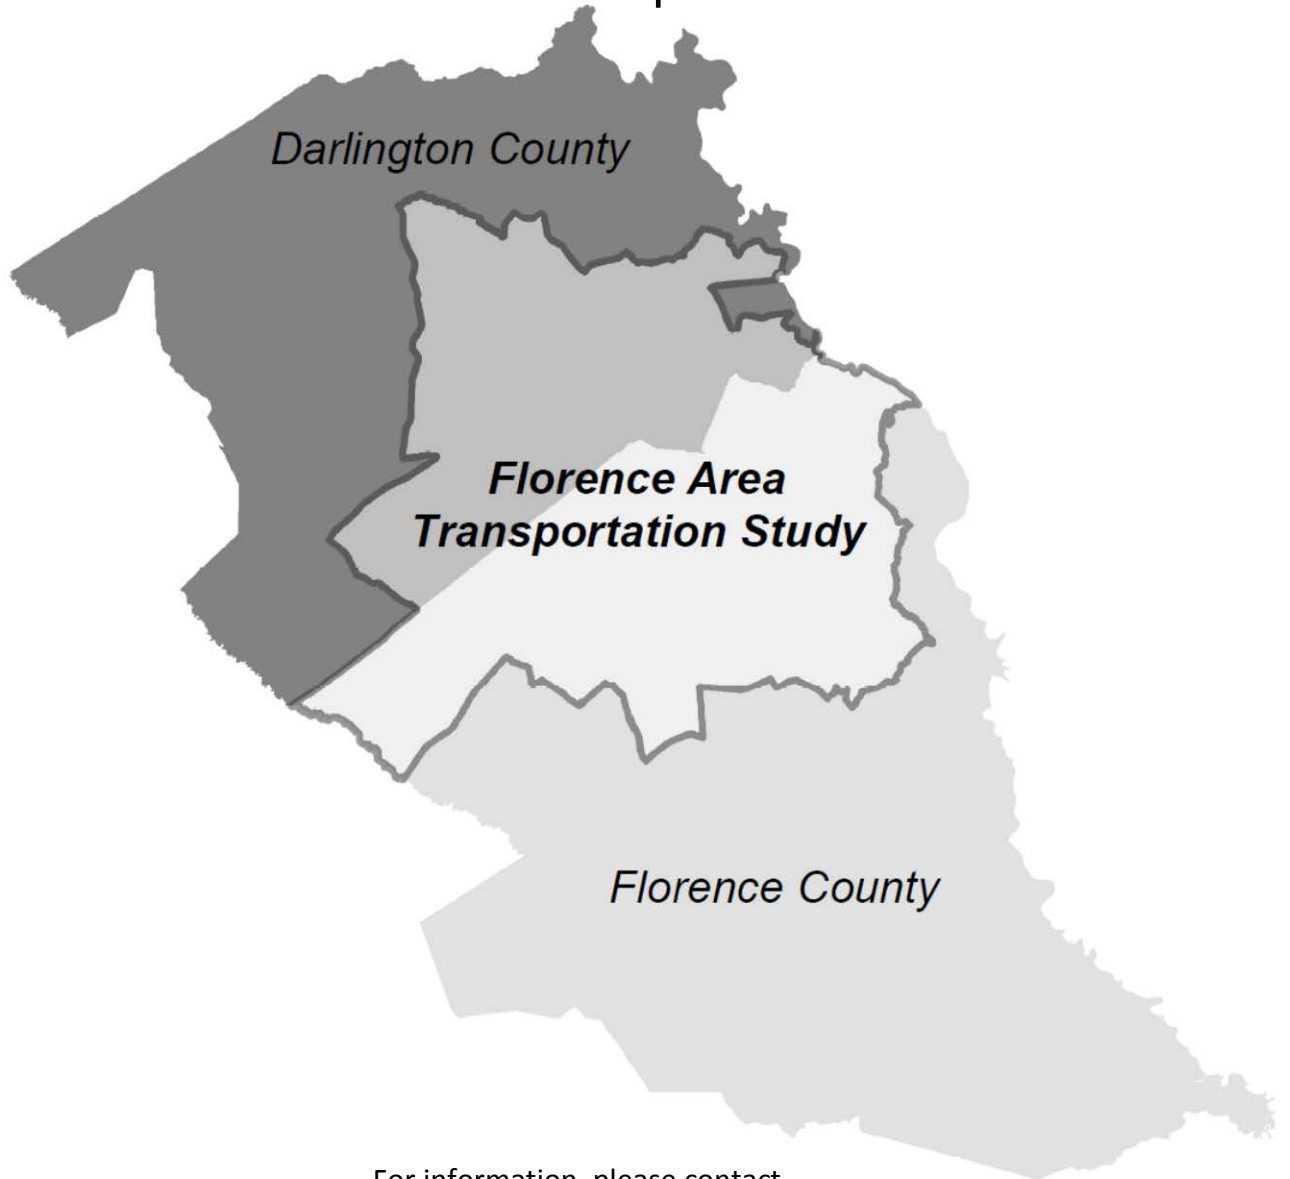 Darlington County
Florence Area
Transportation Study
Florence County
For information, please contact